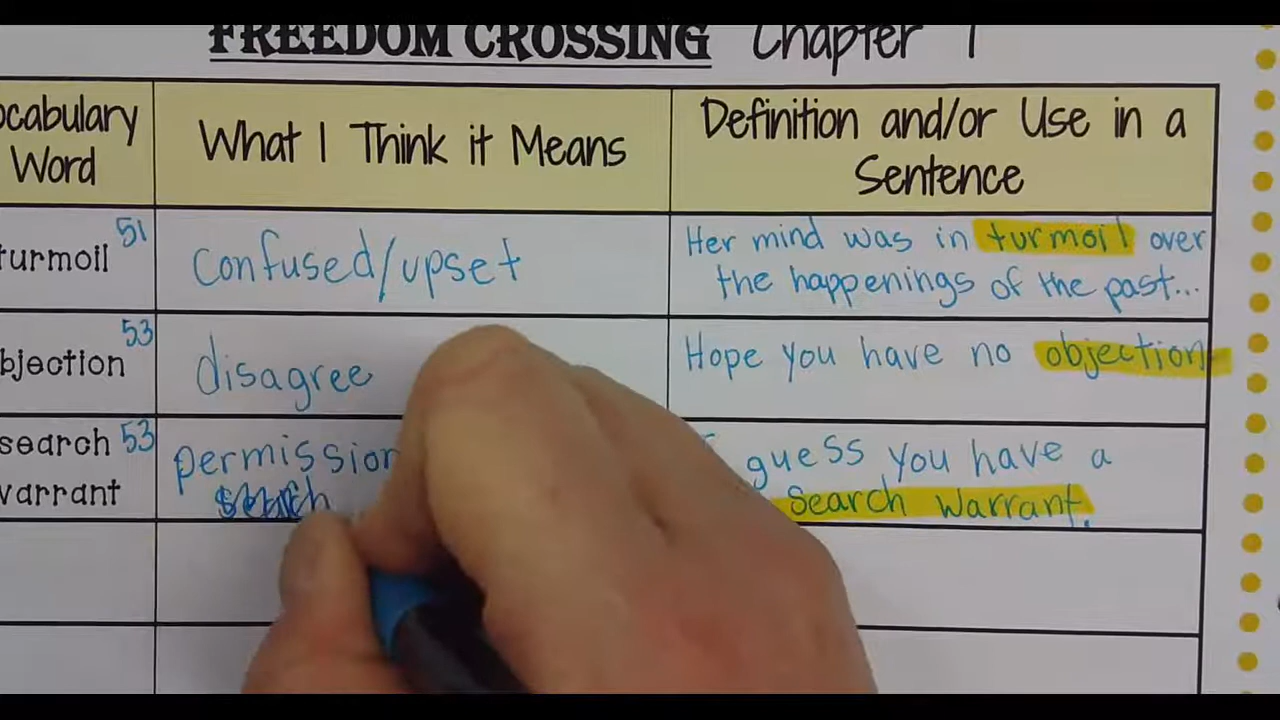 FREEDOM CROSSING Chapter
ocabulary Word
What I Think it Means
Definition and/or Use in a
Sentence
turmoil 51
confused/upset
Her mind was in turmoil over
the happenings of the past...
bjection 53
disagree
Hope you have no objection
search 53
warrant
permission
search
guess you have a
search warrant.